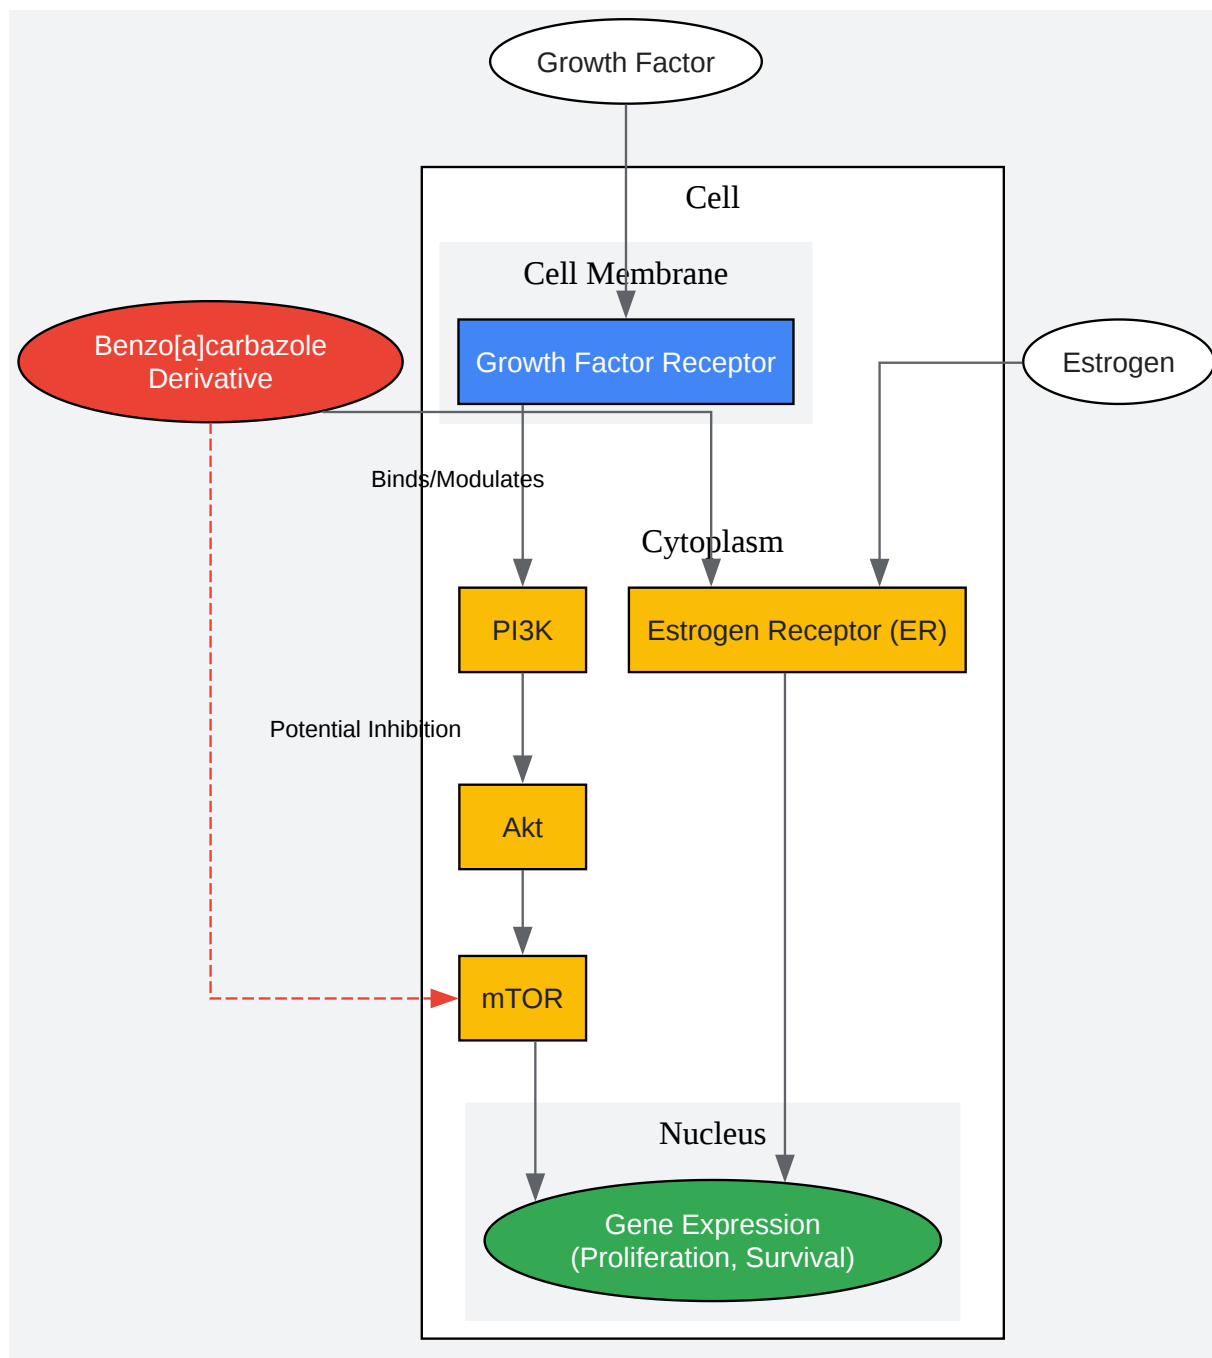 Growth Factor
Cell
Cell Membrane
Benzo[a]carbazole
Derivative
Growth Factor Receptor
Estrogen
Binds/Modulates
Cytoplasm
PI3K
Estrogen Receptor (ER)
Potential Inhibition
Akt
mTOR
Nucleus
Gene Expression
(Proliferation, Survival)